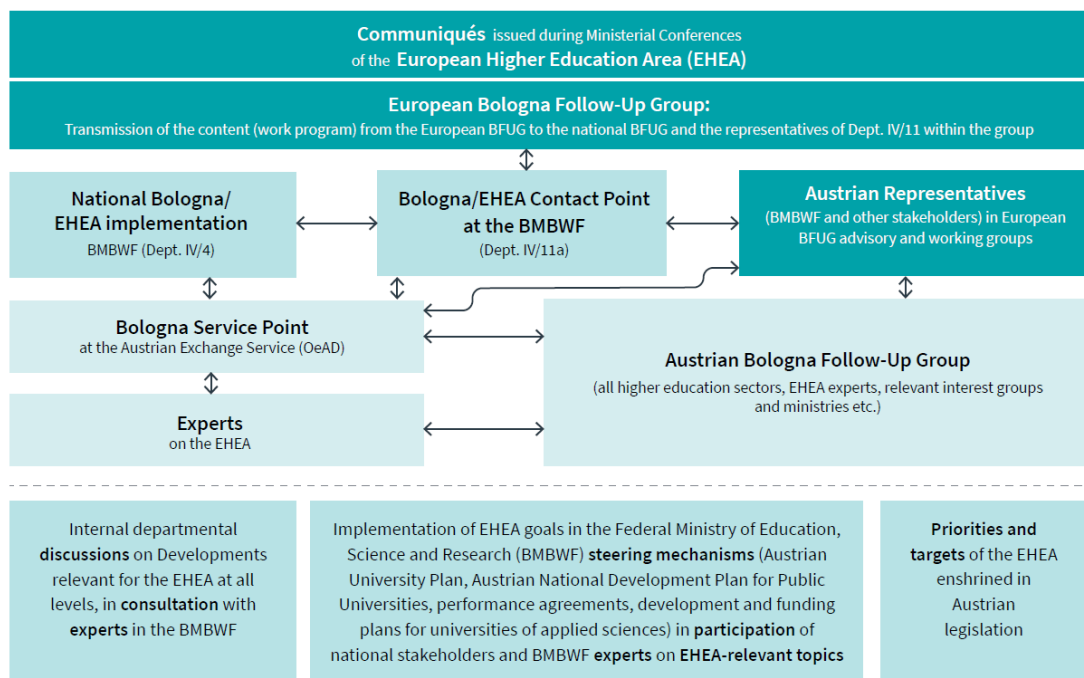 Communiqués issued during Ministerial Conferences
of the European Higher Education Area (EHEA)
European Bologna Follow-Up Group:
Transmission of the content (work program) from the European BFUG to the national BFUG and the representatives of Dept. IV/11 within the group
National Bologna/
EHEA implementation
BMBWF (Dept. IV/4)
Bologna/EHEA Contact Point
at the BMBWF
(Dept. IV/11a)
Austrian Representatives
(BMBWF and other stakeholders) in European
BFUG advisory and working groups
Bologna Service Point
at the Austrian Exchange Service (OeAD)
Austrian Bologna Follow-Up Group
(all higher education sectors, EHEA experts, relevant interest groups
and ministries etc.)
Experts
on the EHEA
Internal departmental
discussions on Developments
relevant for the EHEA at all
levels, in consultation with
experts in the BMBWF
Implementation of EHEA goals in the Federal Ministry of Education,
Science and Research (BMBWF) steering mechanisms (Austrian
University Plan, Austrian National Development Plan for Public
Universities, performance agreements, development and funding
plans for universities of applied sciences) in participation of
national stakeholders and BMBWF experts on EHEA-relevant topics
Priorities and
targets of the EHEA
enshrined in
Austrian
legislation